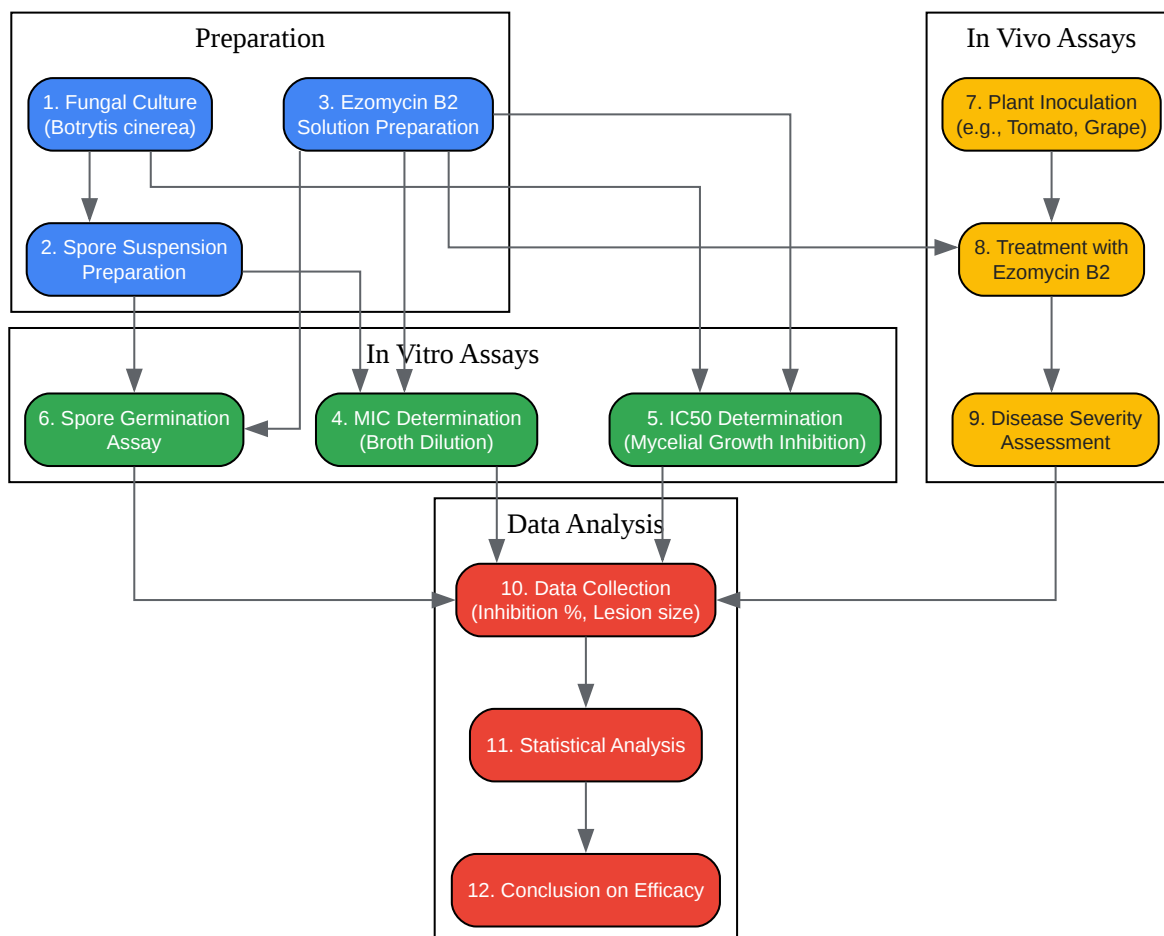 Preparation
1. Fungal Culture
(Botrytis cinerea)
3. Ezomycin B2
Solution Preparation
2. Spore Suspension
Preparation
In Vivo Assays
7. Plant Inoculation
(e.g., Tomato, Grape)
8. Treatment with
Ezomycin B2
9. Disease Severity
Assessment
In Vitro Assays
6. Spore Germination
Assay
4. MIC Determination
(Broth Dilution)
5. IC50 Determination
(Mycelial Growth Inhibition)
Data Analysis
10. Data Collection
(Inhibition %, Lesion size)
11. Statistical Analysis
12. Conclusion on Efficacy